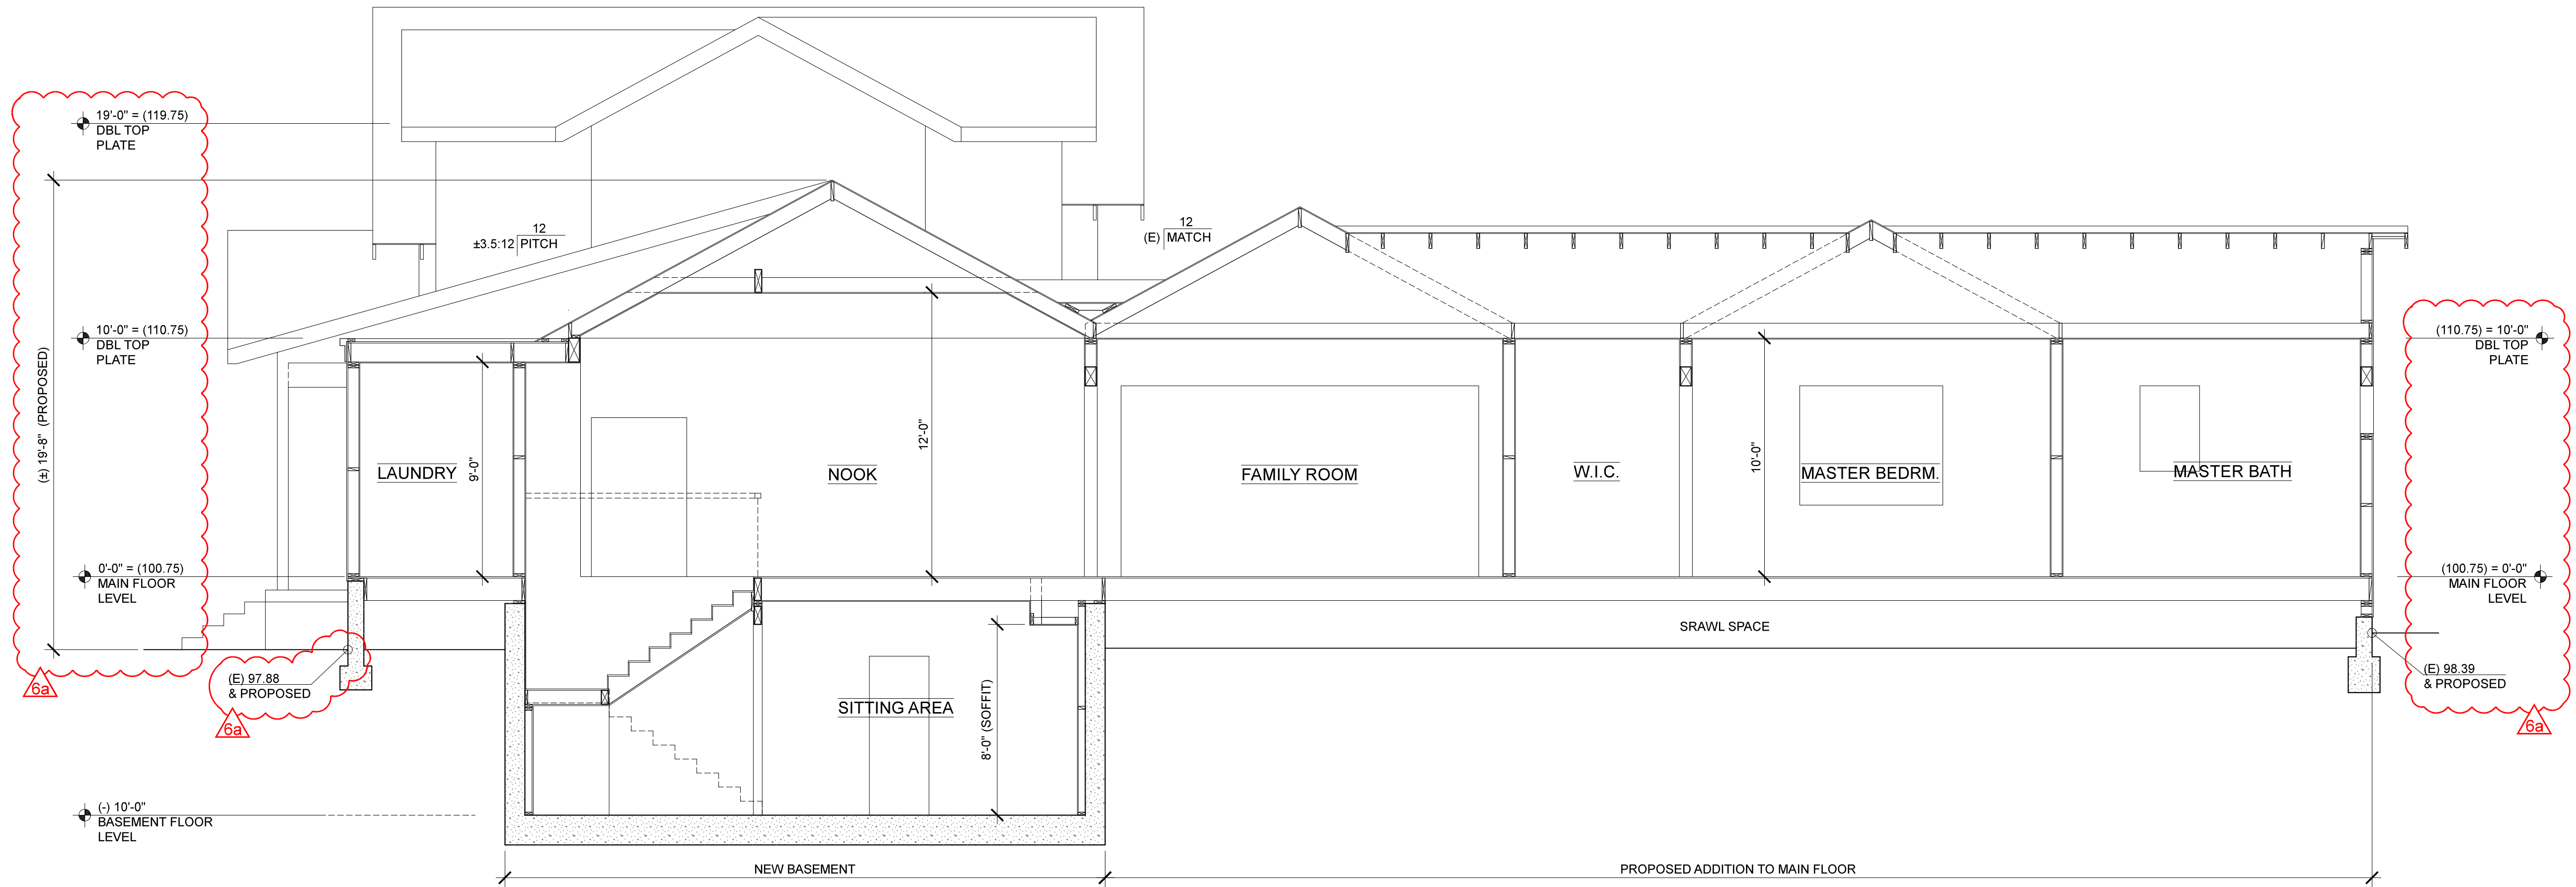 19'-0" = (119.75)
DBL TOP
PLATE
12
±3.5:12 PITCH
12
(E) MATCH
10'-0" = (110.75)
DBL TOP
PLATE
(110.75) = 10'-0"
DBL TOP
PLATE
(±) 19'-8" (PROPOSED)
LAUNDRY
9'-0"
NOOK
12'-0"
FAMILY ROOM
W.I.C.
10'-0"
MASTER BEDRM.
MASTER BATH
0'-0" = (100.75)
MAIN FLOOR
LEVEL
(100.75) = 0'-0"
MAIN FLOOR
LEVEL
SRAWL SPACE
(E) 97.88
& PROPOSED
(E) 98.39
& PROPOSED
6a
6a
6a
SITTING AREA
8'-0" (SOFFIT)
(-) 10'-0"
BASEMENT FLOOR
LEVEL
NEW BASEMENT
PROPOSED ADDITION TO MAIN FLOOR